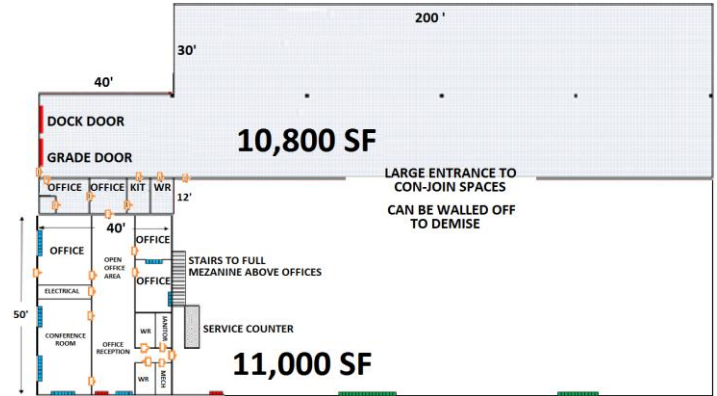 200 '
30'
40'
DOCK DOOR
10,800 SF
GRADE DOOR
LARGE ENTRANCE TO
CON-JOIN SPACES
OFFICE
OFFICE
KIT
WR
12'
CAN BE WALLED OFF
TO DEMISE
40'
OFFICE
OFFICE
OPEN
OFFICE
AREA
STAIRS TO FULL
MEZANINE ABOVE OFFICES
OFFICE
ELECTRICAL
50'
CONFERENCE
ROOM
OFFICE
RECEPTION
WR
JANITOR
SERVICE COUNTER
WR
MECH
11,000 SF